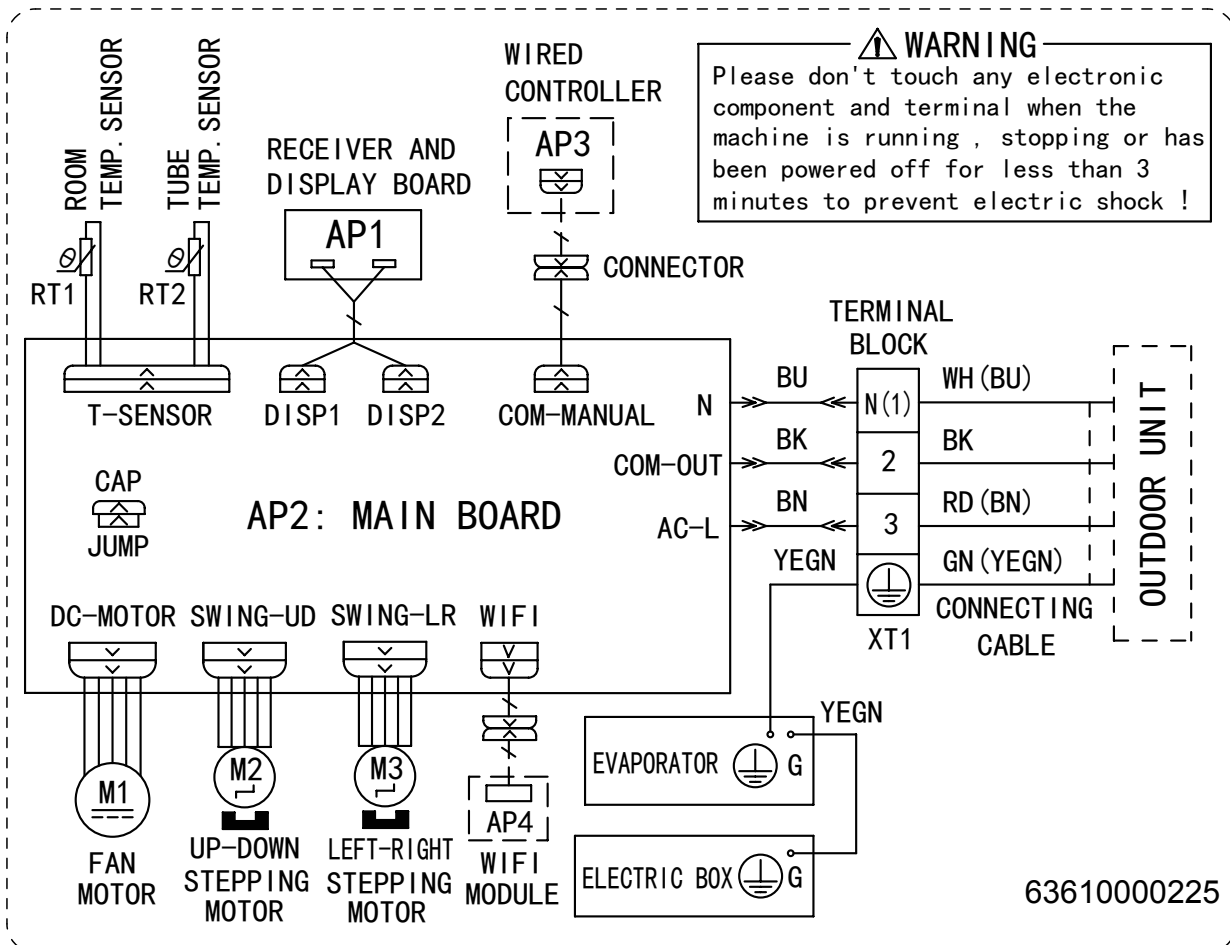 WARNING
Please don't touch any electronic
component and terminal when the
machine is running , stopping or has
been powered off for less than 3
minutes to prevent electric shock !
ROOM
TEMP. SENSOR
TUBE
TEMP. SENSOR
RT1
RT2
RECEIVER AND
DISPLAY BOARD
AP1
WIRED
CONTROLLER
AP3
CONNECTOR
T-SENSOR
DISP1
DISP2
COM-MANUAL
CAP
JUMP
AP2: MAIN BOARD
N
COM-OUT
AC-L
BU
BK
BN
YEGN
TERMINAL
BLOCK
N(1)
2
3
XT1
WH(BU)
BK
RD(BN)
GN(YEGN)
CONNECTING
CABLE
OUTDOOR UNIT
DC-MOTOR
SWING-UD
SWING-LR
WIFI
M1
M2
M3
AP4
FAN
MOTOR
UP-DOWN
STEPPING
MOTOR
LEFT-RIGHT
STEPPING
MOTOR
WIFI
MODULE
EVAPORATOR
G
YEGN
ELECTRIC BOX
G
63610000225